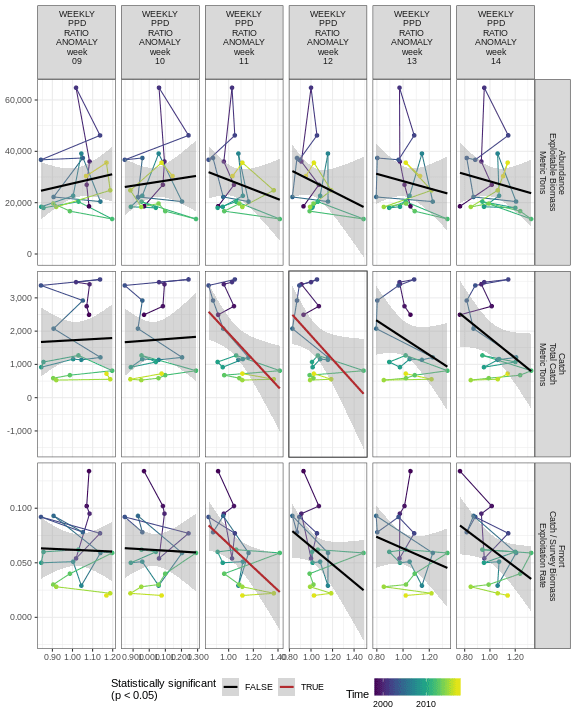 WEEKLY WEEKLY WEEKLY WEEKLY WEEKLY WEEKLY
PPD PPD PPD PPD PPD PPD
RATIO RATIO RATIO RATIO RATIO RATIO
ANOMALY ANOMALY ANOMALY ANOMALY ANOMALY ANOMALY
week week week week week week
09 10 11 12 13 14
60,000
40,000
20,000
0
Abundance
Exploitable Biomass
Metric Tons
3,000
2,000
1,000
0
-1,000
Catch
Total Catch
Metric Tons
0.100
0.050
0.000
Fmort
Catch / Survey Biomass
Exploitation Rate
0.90 1.00 1.10 1.20 1.00 1.20 1.40 0.80 1.00 1.20 1.40 0.80 1.00 1.20 0.80 1.00 1.20
Statistically significant
(p < 0.05)
FALSE TRUE
Time
2000 2010